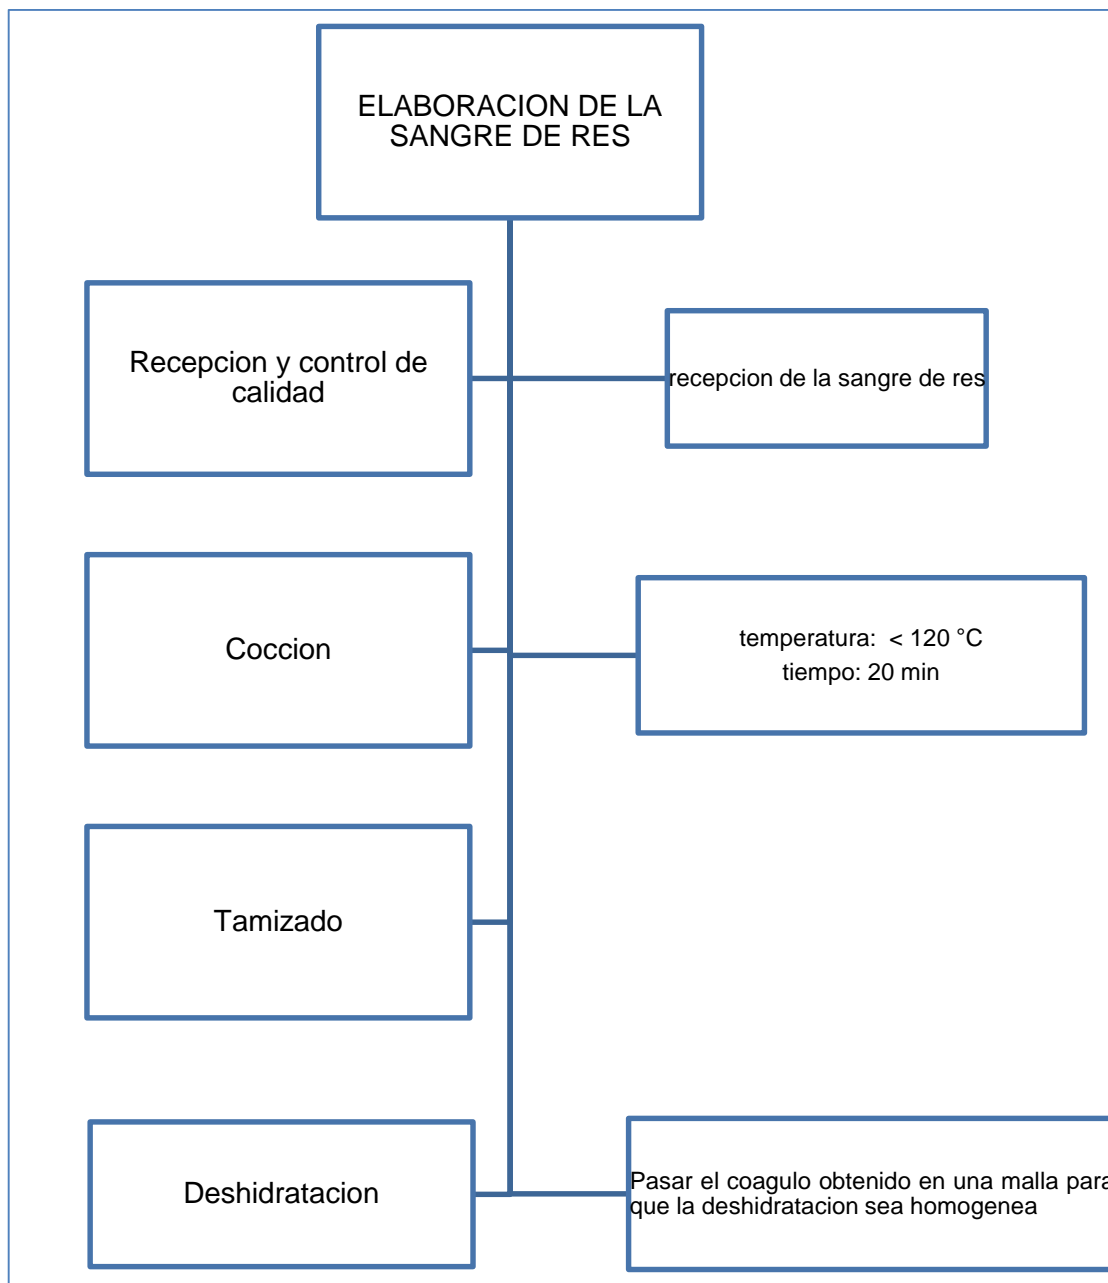 ELABORACION DE LA
SANGRE DE RES
Recepcion y control de
calidad
recepcion de la sangre de res
Coccion
temperatura:  < 120 °C
tiempo: 20 min
Tamizado
Deshidratacion
Pasar el coagulo obtenido en una malla para
que la deshidratacion sea homogenea